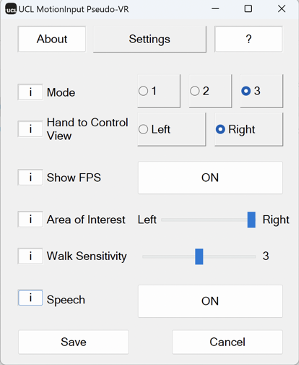 UCL UCL MotionInput Pseudo-VR
About Settings ?
i Mode 1 2 3
i Hand to Control View Left Right
i Show FPS ON
i Area of Interest Left Right
i Walk Sensitivity 3
i Speech ON
Save Cancel